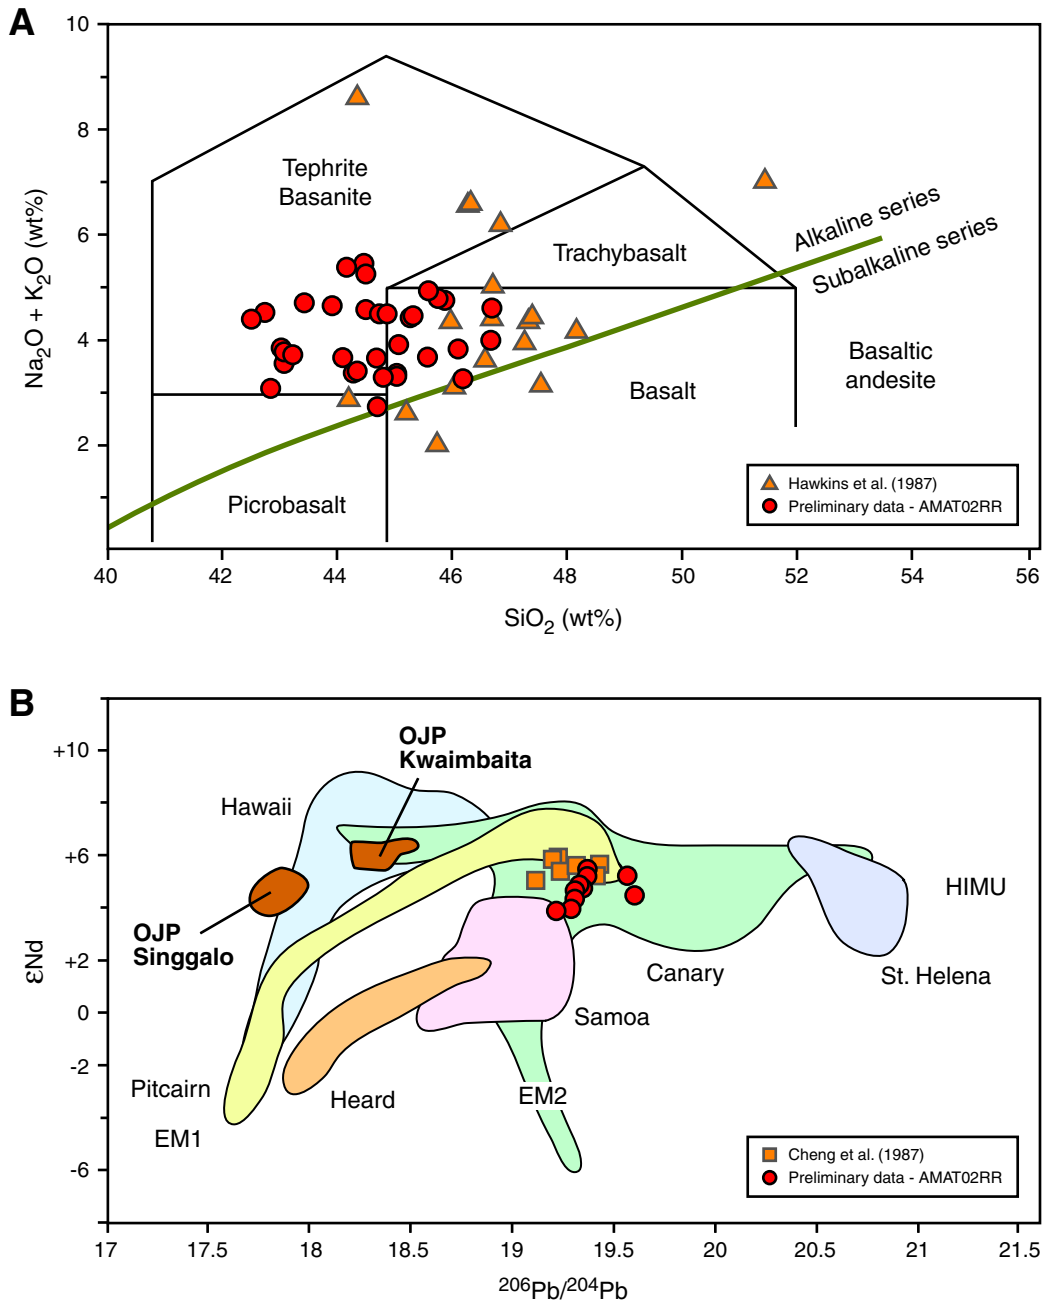 A
10
8
6
4
2
Na2O + K2O (wt%)
Tephrite
Basanite
Trachybasalt
Alkaline series
Subalkaline series
Basaltic
andesite
Basalt
Picrobasalt
Hawkins et al. (1987)
Preliminary data - AMAT02RR
40 42 44 46 48 50 52 54 56
SiO2 (wt%)
B
+10
+6
+2
0
-2
-6
εNd
OJP
Kwaimbaita
Hawaii
OJP
Singgalo
HIMU
St. Helena
Canary
Samoa
Pitcairn
Heard
EM2
EM1
Cheng et al. (1987)
Preliminary data - AMAT02RR
17 17.5 18 18.5 19 19.5 20 20.5 21 21.5
206Pb/204Pb